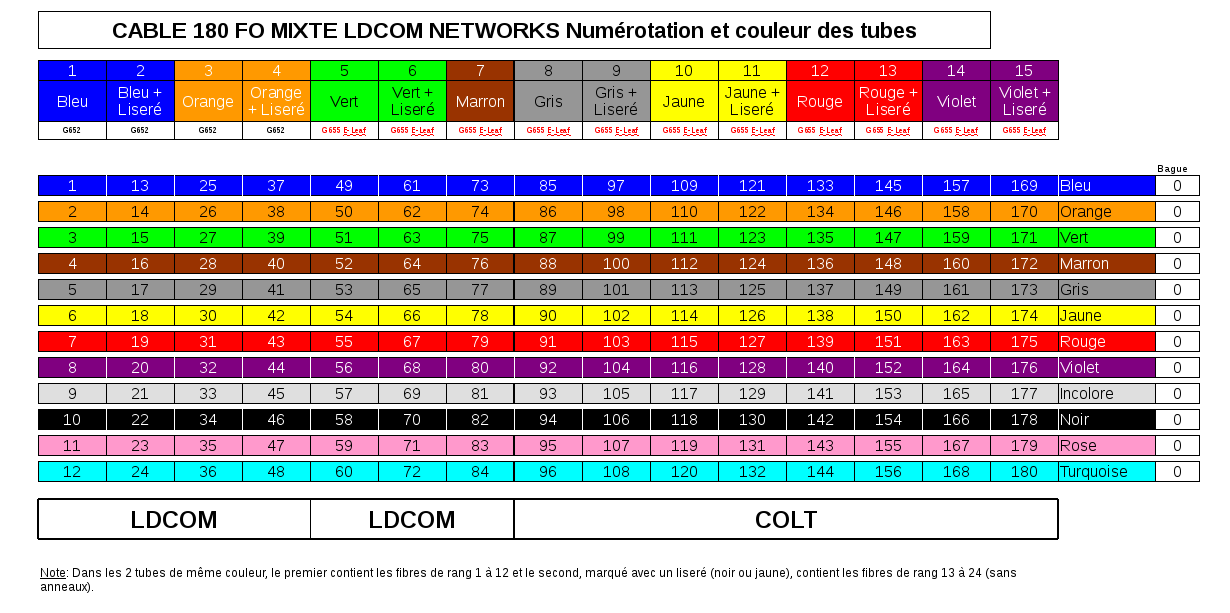 CABLE 180 FO MIXTE LDCOM NETWORKS Numérotation et couleur des tubes
1 2 3 4 5 6 7 8 9 10 11 12 13 14 15
Bleu Bleu + Liseré Orange Orange + Liseré Vert Vert + Liseré Marron Gris Gris + Liseré Jaune Jaune + Liseré Rouge Rouge + Liseré Violet Violet + Liseré
G652 G652 G652 G652 G655 E-Leaf G655 E-Leaf G655 E-Leaf G655 E-Leaf G655 E-Leaf G655 E-Leaf G655 E-Leaf G655 E-Leaf G655 E-Leaf G655 E-Leaf G655 E-Leaf
Bague
1 13 25 37 49 61 73 85 97 109 121 133 145 157 169 Bleu 0
2 14 26 38 50 62 74 86 98 110 122 134 146 158 170 Orange 0
3 15 27 39 51 63 75 87 99 111 123 135 147 159 171 Vert 0
4 16 28 40 52 64 76 88 100 112 124 136 148 160 172 Marron 0
5 17 29 41 53 65 77 89 101 113 125 137 149 161 173 Gris 0
6 18 30 42 54 66 78 90 102 114 126 138 150 162 174 Jaune 0
7 19 31 43 55 67 79 91 103 115 127 139 151 163 175 Rouge 0
8 20 32 44 56 68 80 92 104 116 128 140 152 164 176 Violet 0
9 21 33 45 57 69 81 93 105 117 129 141 153 165 177 Incolore 0
10 22 34 46 58 70 82 94 106 118 130 142 154 166 178 Noir 0
11 23 35 47 59 71 83 95 107 119 131 143 155 167 179 Rose 0
12 24 36 48 60 72 84 96 108 120 132 144 156 168 180 Turquoise 0
LDCOM LDCOM COLT
Note: Dans les 2 tubes de même couleur, le premier contient les fibres de rang 1 à 12 et le second, marqué avec un liseré (noir ou jaune), contient les fibres de rang 13 à 24 (sans
anneaux).